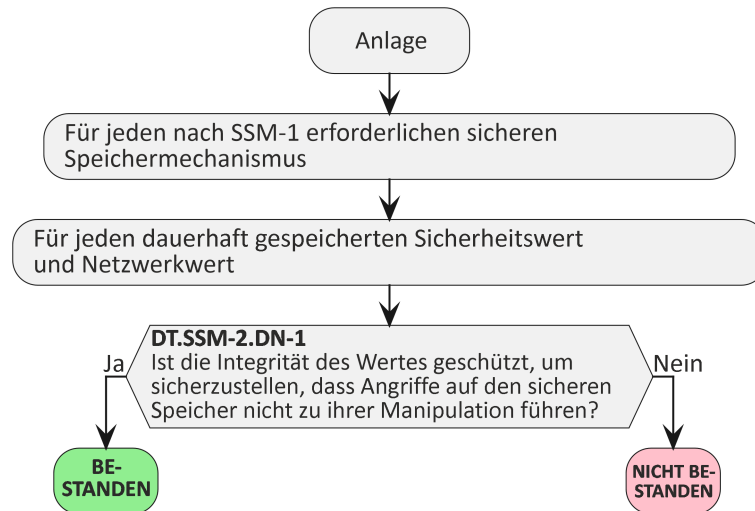 Anlage
Für jeden nach SSM-1 erforderlichen sicheren
Speichermechanismus
Für jeden dauerhaft gespeicherten Sicherheitswert
und Netzwerkwert
DT.SSM-2.DN-1
Ist die Integrität des Wertes geschützt, um
sicherzustellen, dass Angriffe auf den sicheren
Speicher nicht zu ihrer Manipulation führen?
Ja
Nein
BE-
STANDEN
NICHT BE-
STANDEN